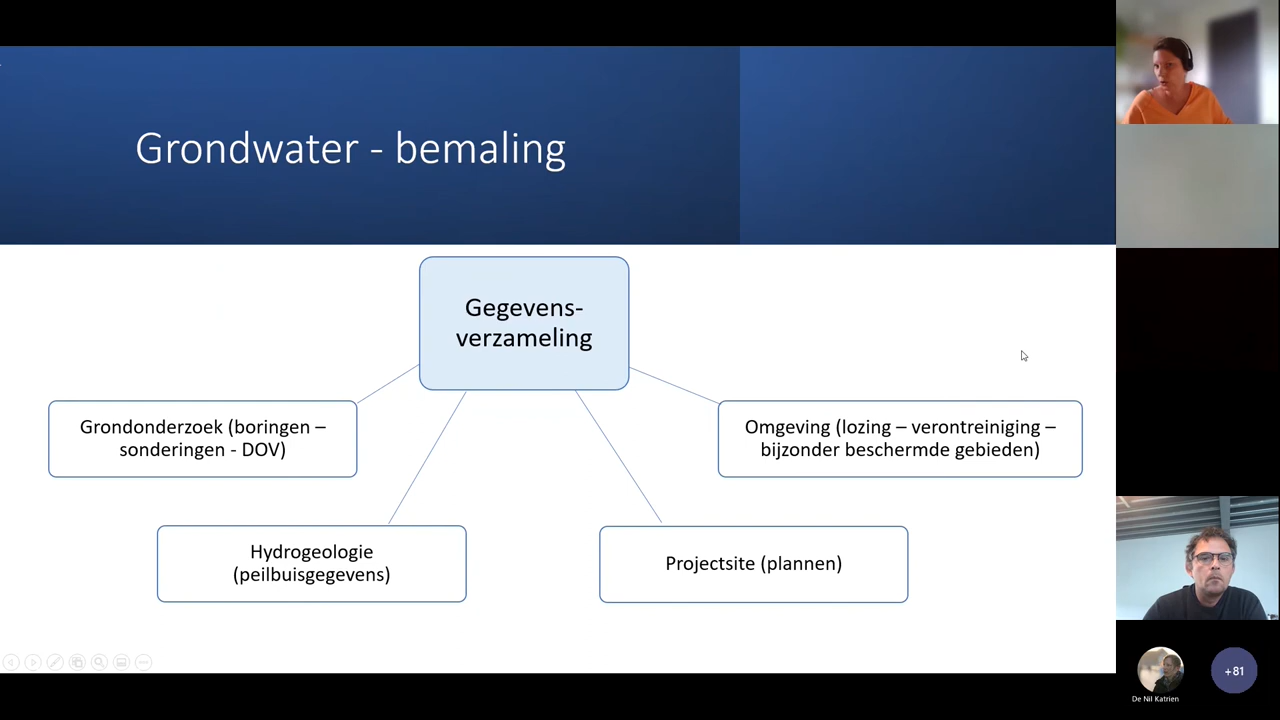 Grondwater - bemaling
Gegevens-
verzameling
Grondonderzoek (boringen –
sonderingen - DOV)
Omgeving (lozing – verontreiniging –
bijzonder beschermde gebieden)
Hydrogeologie
(peilbuisgegevens)
Projectsite (plannen)
De Nil Katrien
+81